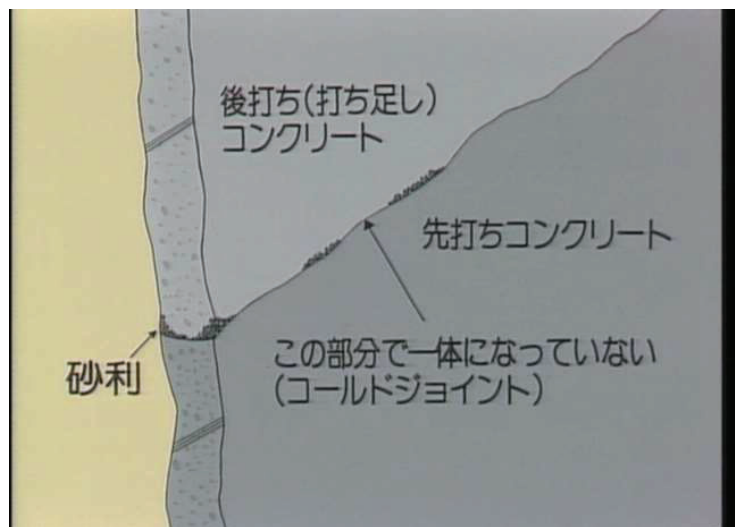 後打ち(打ち足し)
コンクリート
先打ちコンクリート
この部分で一体になっていない
(コールドジョイント)
砂利